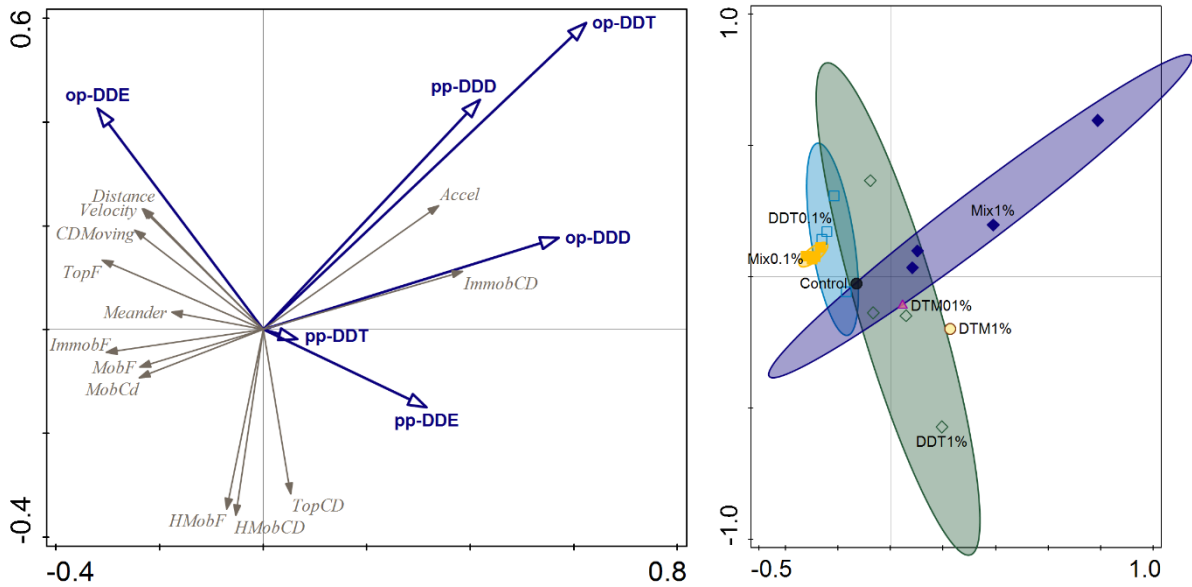 0.6
-0.4
-0.4
0.8
op-DDT
pp-DDD
op-DDE
Distance
Velocity
CDMoving
Accel
op-DDD
TopF
ImmobCD
Meander
pp-DDT
ImmobF
MobF
MobCd
pp-DDE
TopCD
HMobF
HMobCD
1.0
-1.0
-0.5
1.0
Mix1%
DDT0.1%
Mix0.1%
Control
DTM01%
DTM1%
DDT1%